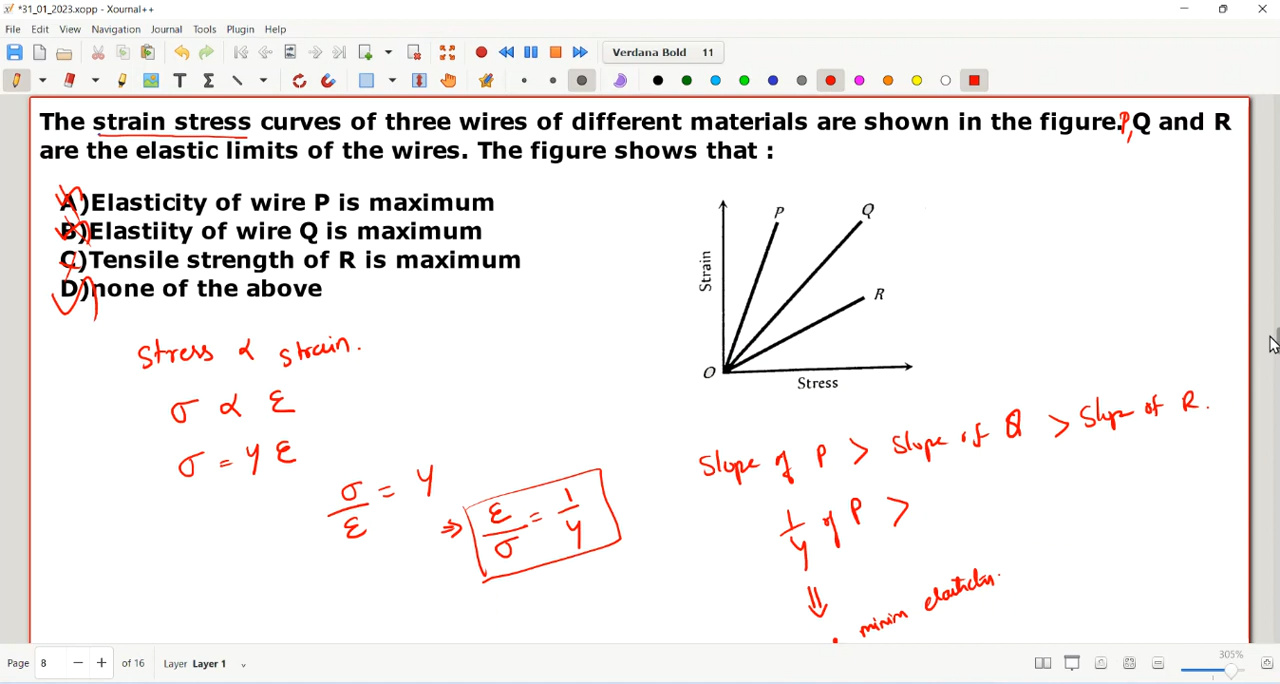 *31_01_2023.xopp - Xournal++
File Edit View Navigation Journal Tools Plugin Help
Verdana Bold 11
The strain stress curves of three wires of different materials are shown in the figure.P,Q and R
are the elastic limits of the wires. The figure shows that :
A)Elasticity of wire P is maximum
B)Elastiity of wire Q is maximum
C)Tensile strength of R is maximum
D)none of the above
P
Q
R
Strain
O
Stress
Stress ∝ strain.
σ ∝ ε
σ = Y ε
σ/ε = Y
⇒ ε/σ = 1/Y
Slope of P > Slope of Q > Slope of R.
1/Y of P >
⇓
minim elasticity.
Page 8 of 16 Layer Layer 1
305%